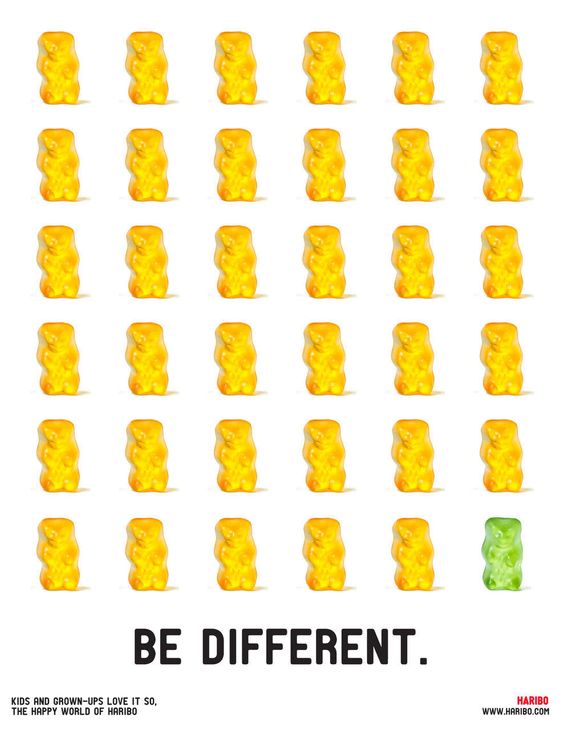 BE DIFFERENT.
KIDS AND GROWN-UPS LOVE IT SO,
THE HAPPY WORLD OF HARIBO
HARIBO
WWW.HARIBO.COM